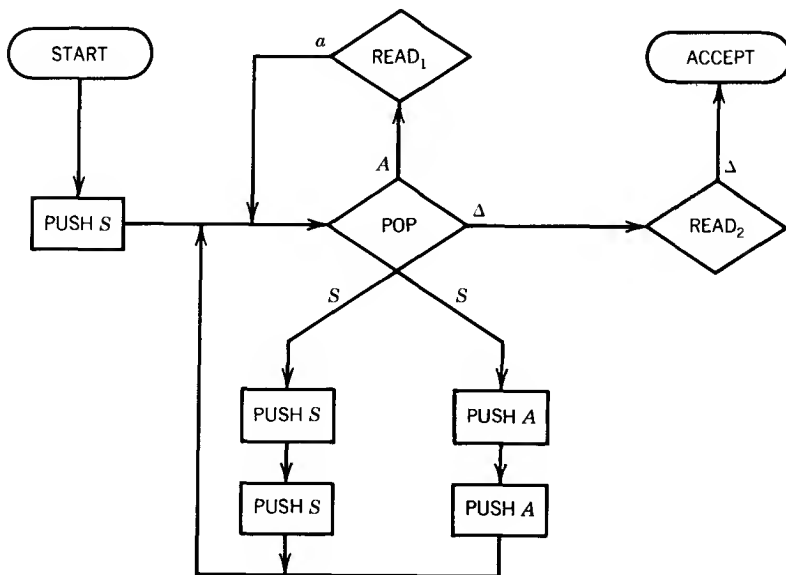 START
a
READ₁
ACCEPT
A
Δ
PUSH S
POP
Δ
READ₂
S
S
PUSH S
PUSH A
PUSH S
PUSH A